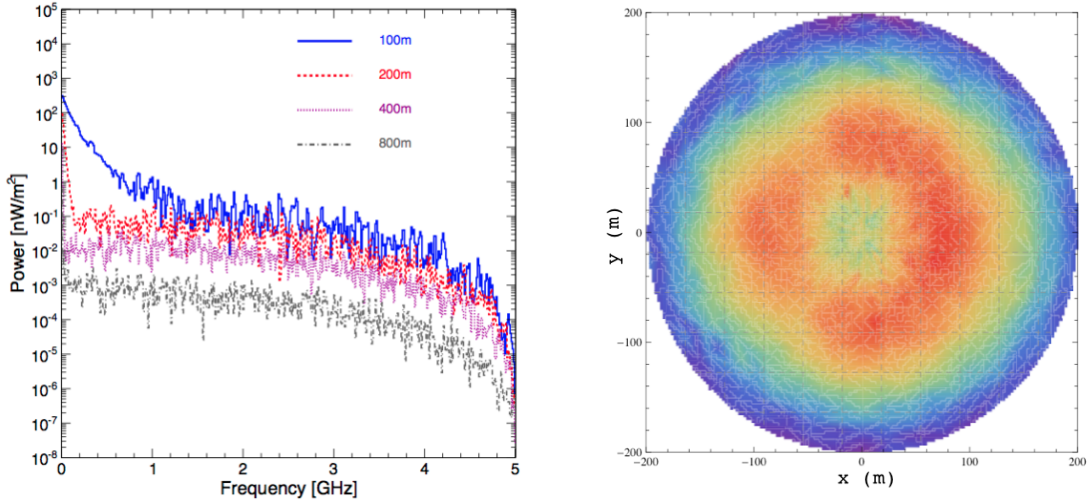 10^5
10^4
10^3
10^2
10
1
10^-1
10^-2
10^-3
10^-4
10^-5
10^-6
10^-7
10^-8
Power [nW/m^2]
0 1 2 3 4 5
Frequency [GHz]
100m
200m
400m
800m
200
100
0
−100
−200
y (m)
−200 −100 0 100 200
x (m)